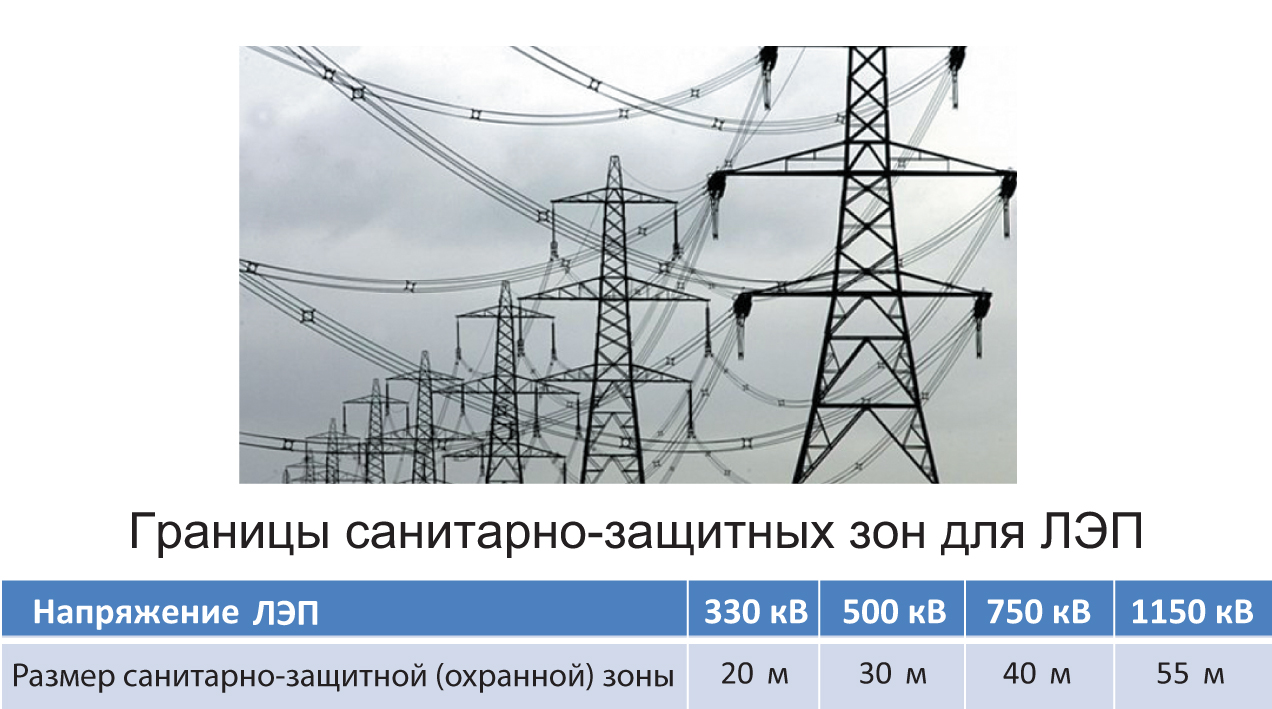 Границы санитарно-защитных зон для ЛЭП
Напряжение ЛЭП 330 кВ 500 кВ 750 кВ 1150 кВ
Размер санитарно-защитной (охранной) зоны 20 м 30 м 40 м 55 м